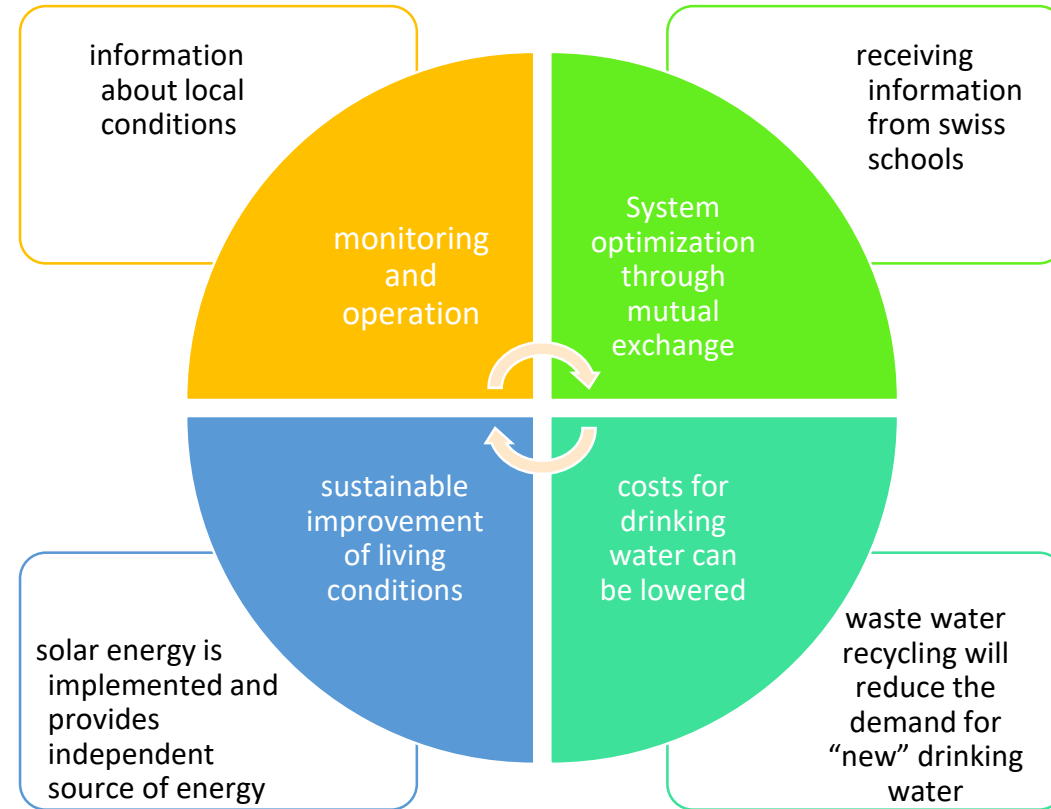 information
about local
conditions
receiving
information
from swiss
schools
monitoring
and
operation
System
optimization
through
mutual
exchange
sustainable
improvement
of living
conditions
costs for
drinking
water can
be lowered
solar energy is
implemented and
provides
independent
source of energy
waste water
recycling will
reduce the
demand for
“new” drinking
water